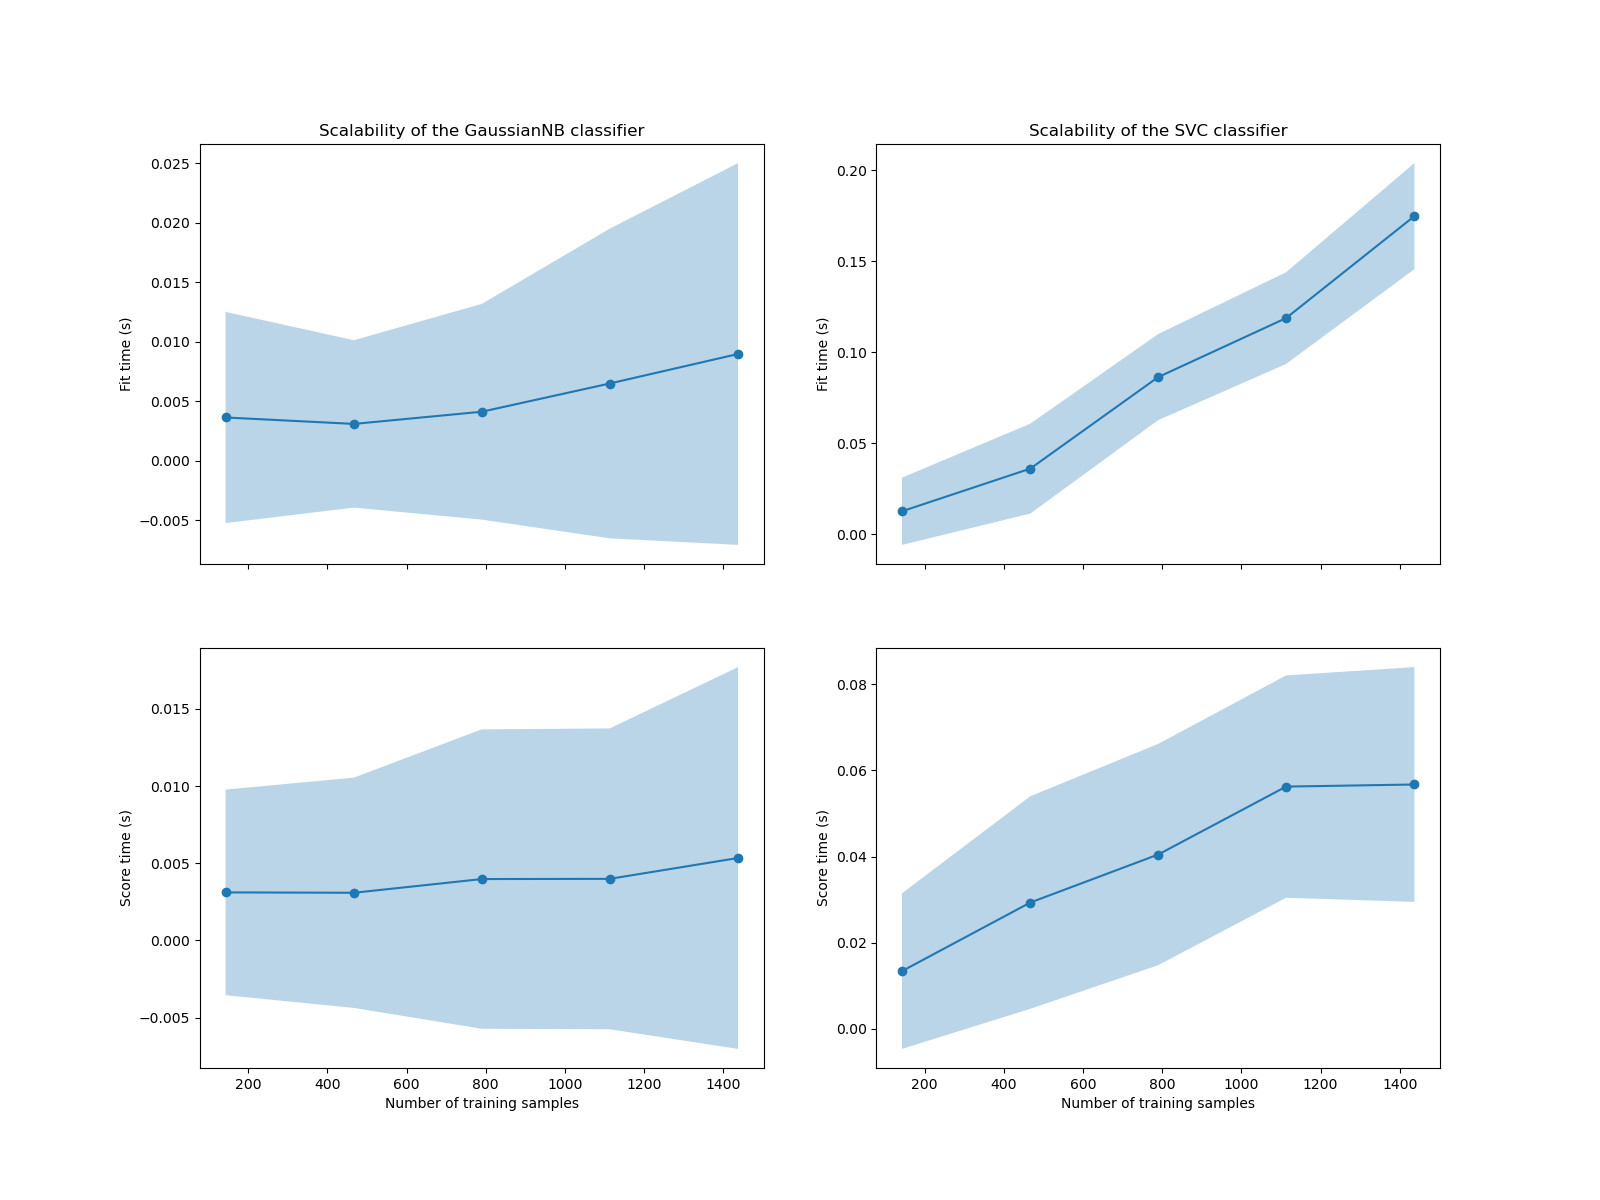 Scalability of the GaussianNB classifier
0.025
0.020
0.015
0.010
0.005
0.000
−0.005
Fit time (s)
Scalability of the SVC classifier
0.20
0.15
0.10
0.05
0.00
Fit time (s)
0.015
0.010
0.005
0.000
−0.005
Score time (s)
200 400 600 800 1000 1200 1400
Number of training samples
0.08
0.06
0.04
0.02
0.00
Score time (s)
200 400 600 800 1000 1200 1400
Number of training samples